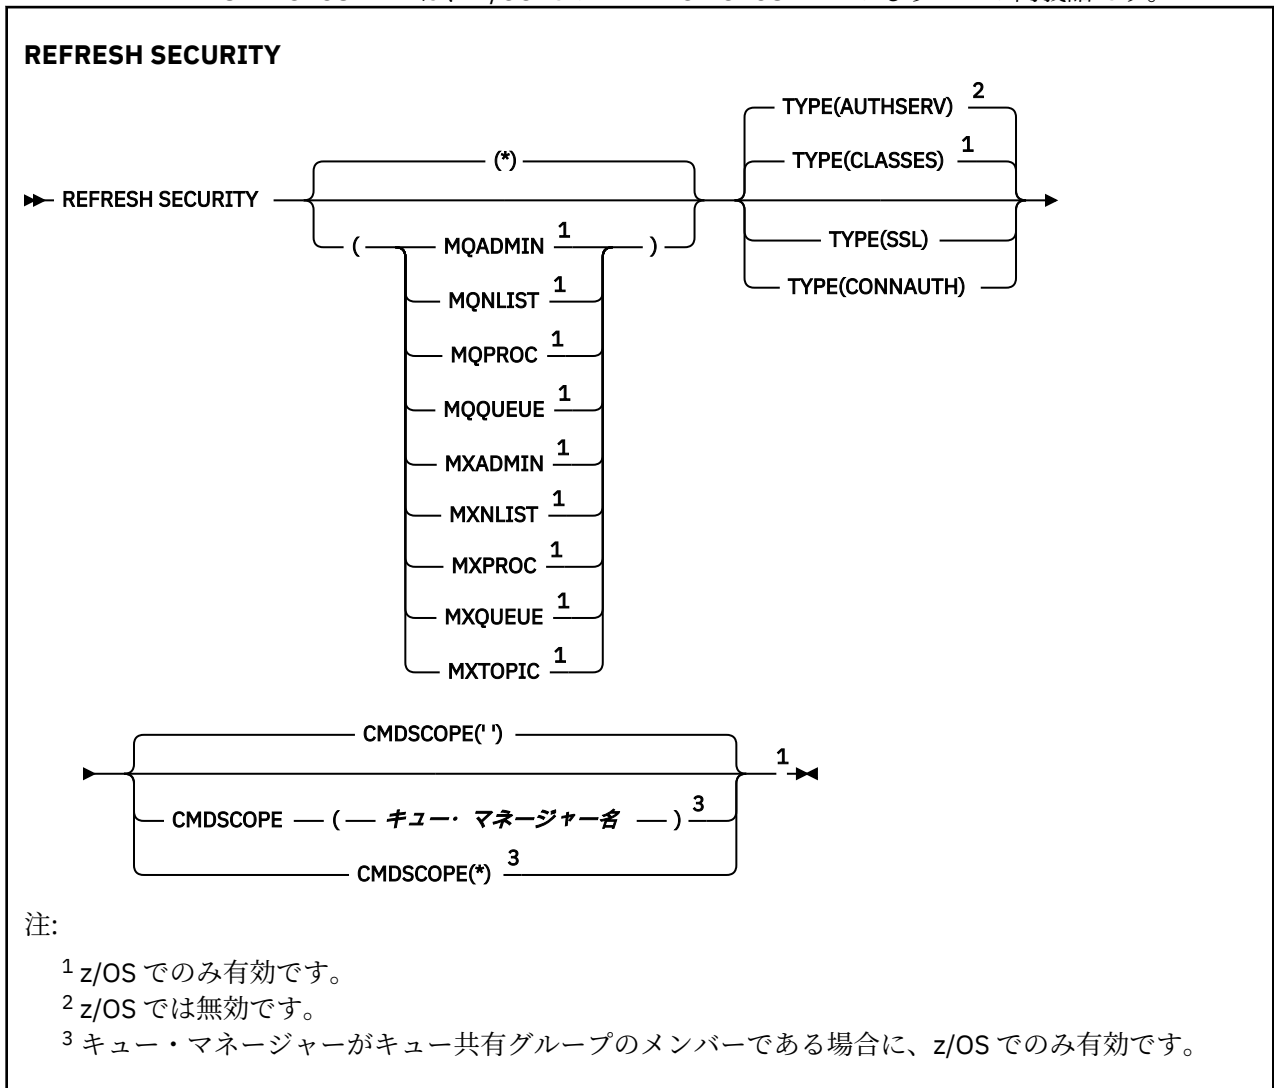 REFRESH SECURITY
REFRESH SECURITY
(*)
( MQADMIN 1 )
MQNLIST 1
MQPROC 1
MQQUEUE 1
MXADMIN 1
MXNLIST 1
MXPROC 1
MXQUEUE 1
MXTOPIC 1
TYPE(AUTHSERV) 2
TYPE(CLASSES) 1
TYPE(SSL)
TYPE(CONNAUTH)
CMDSCOPE(' ')
CMDSCOPE ( キュー・マネージャー名 ) 3
CMDSCOPE(*) 3
1
注:
1 z/OS でのみ有効です。
2 z/OS では無効です。
3 キュー・マネージャーがキュー共有グループのメンバーである場合に、z/OS でのみ有効です。